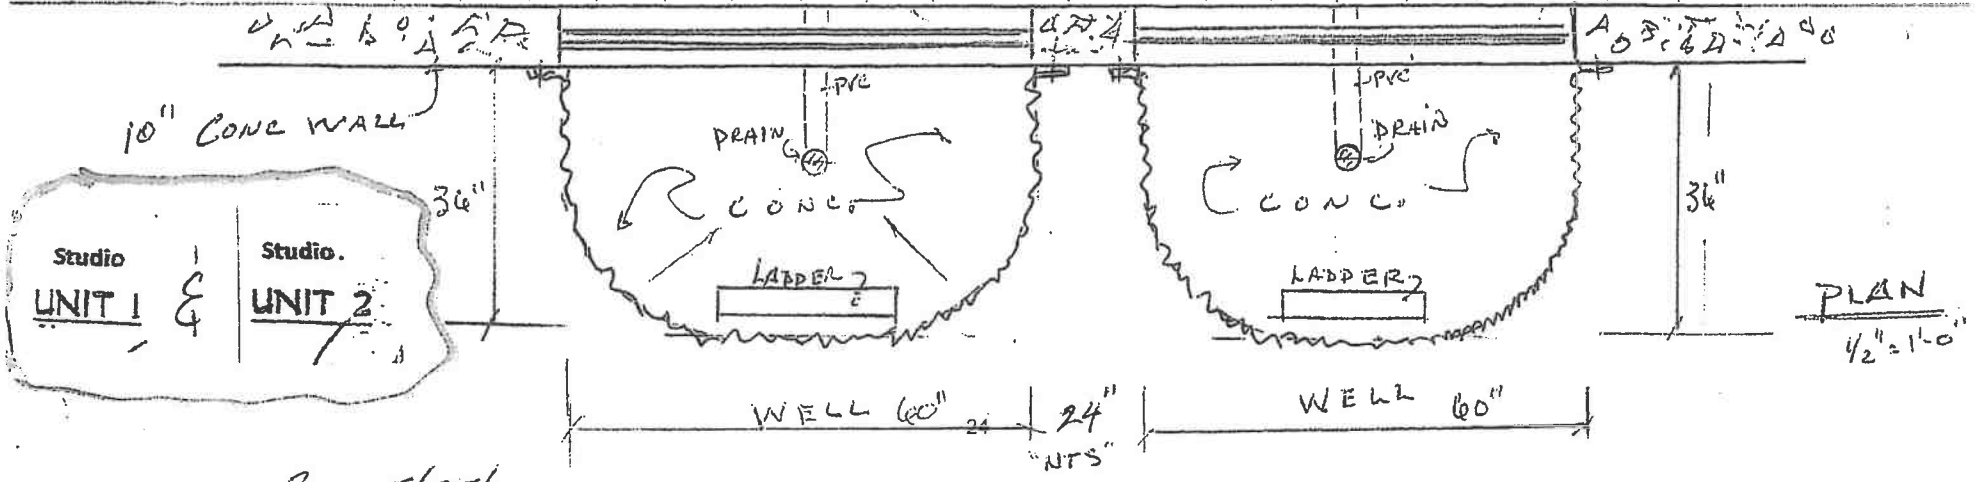 PVC
PVC
10" CONC WALL
DRAIN
DRAIN
36"
CONC.
CONC.
36"
Studio
UNIT 1
&
Studio.
UNIT 2
LADDER
LADDER
PLAN
1/2" = 1'-0"
WELL 60"
24
24"
"NTS"
WELL 60"